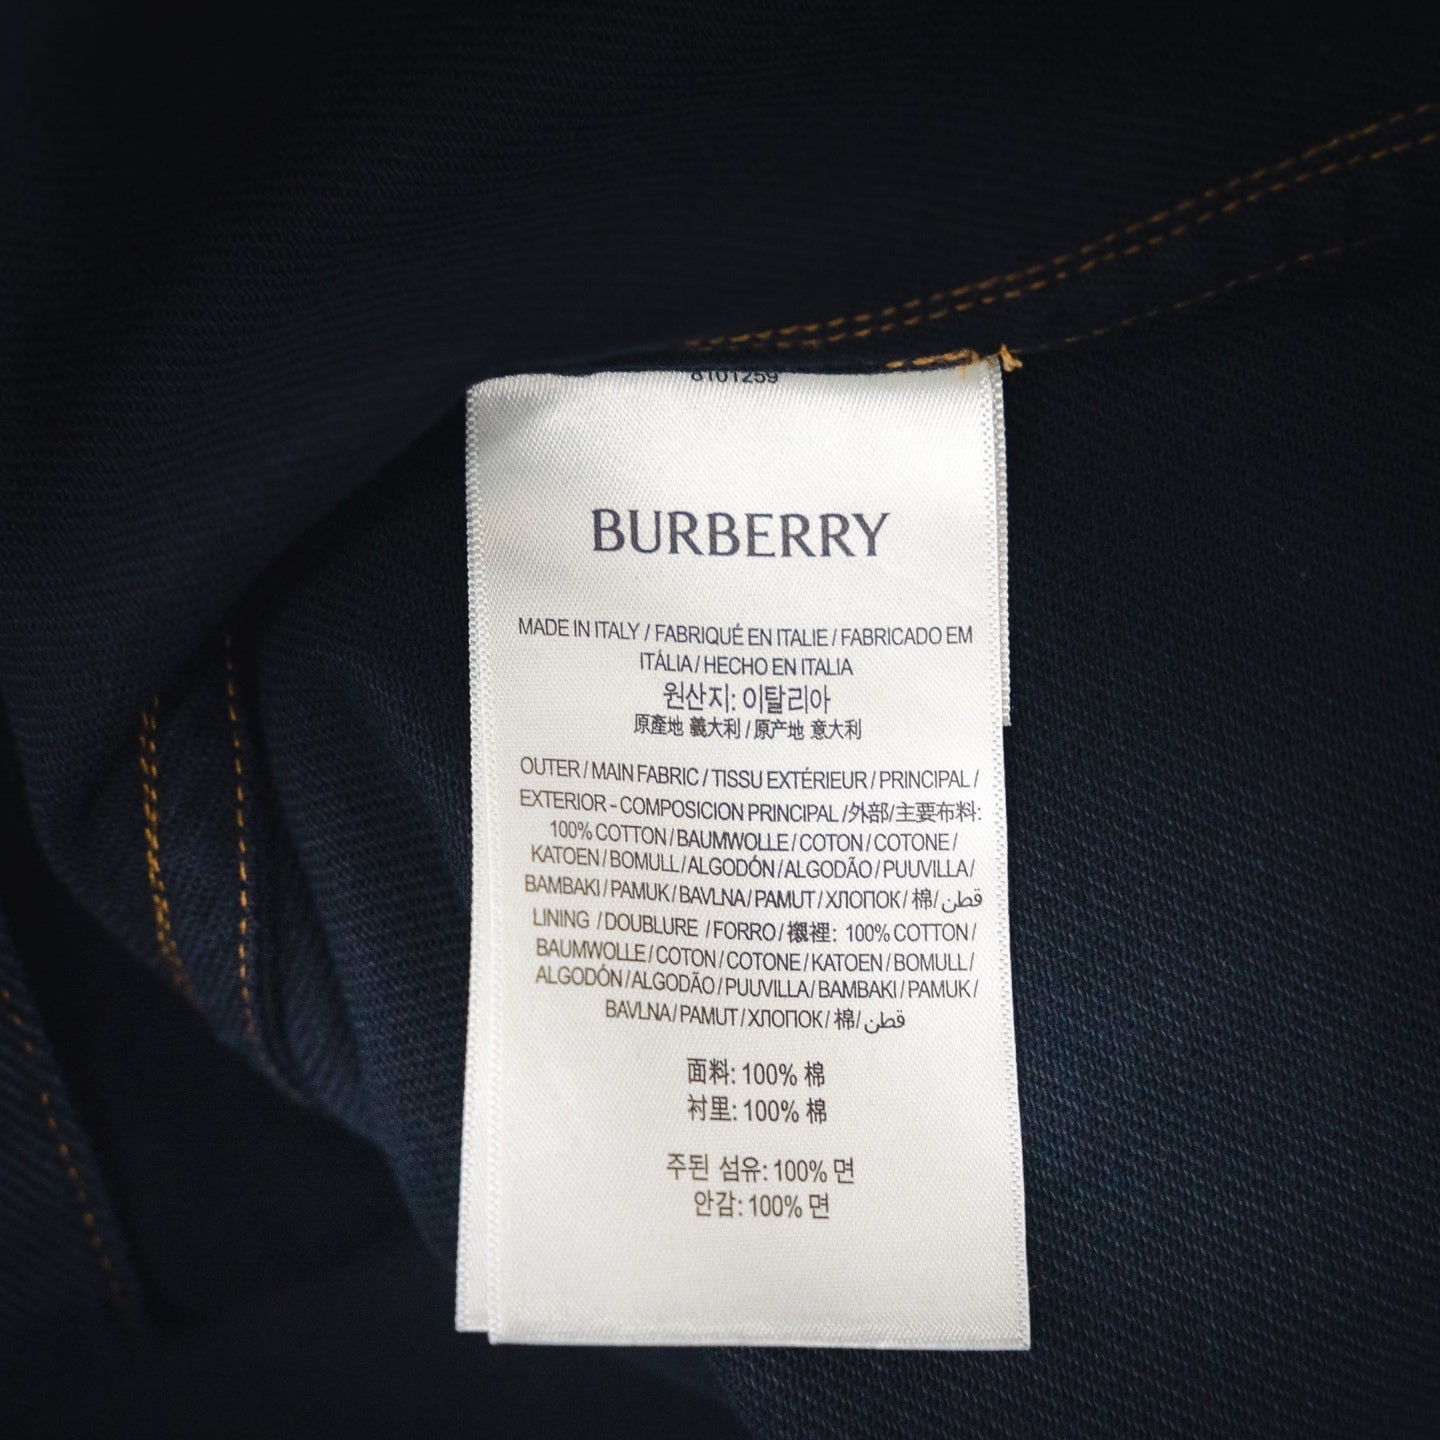 8101259
BURBERRY
MADE IN ITALY / FABRIQUÉ EN ITALIE / FABRICADO EM
ITÁLIA / HECHO EN ITALIA
원산지: 이탈리아
原產地 義大利 / 原产地 意大利
OUTER / MAIN FABRIC / TISSU EXTÉRIEUR / PRINCIPAL /
EXTERIOR - COMPOSICION PRINCIPAL /外部/主要布料:
100% COTTON / BAUMWOLLE / COTON / COTONE /
KATOEN / BOMULL / ALGODÓN / ALGODÃO / PUUVILLA /
BAMBAKI / PAMUK / BAVLNA / PAMUT / ХЛОПОК / 棉/ قطن
LINING / DOUBLURE / FORRO / 襯裡: 100% COTTON /
BAUMWOLLE / COTON / COTONE / KATOEN / BOMULL /
ALGODÓN / ALGODÃO / PUUVILLA / BAMBAKI / PAMUK /
BAVLNA / PAMUT / ХЛОПОК / 棉/ قطن
面料: 100% 棉
衬里: 100% 棉
주된 섬유: 100% 면
안감: 100% 면